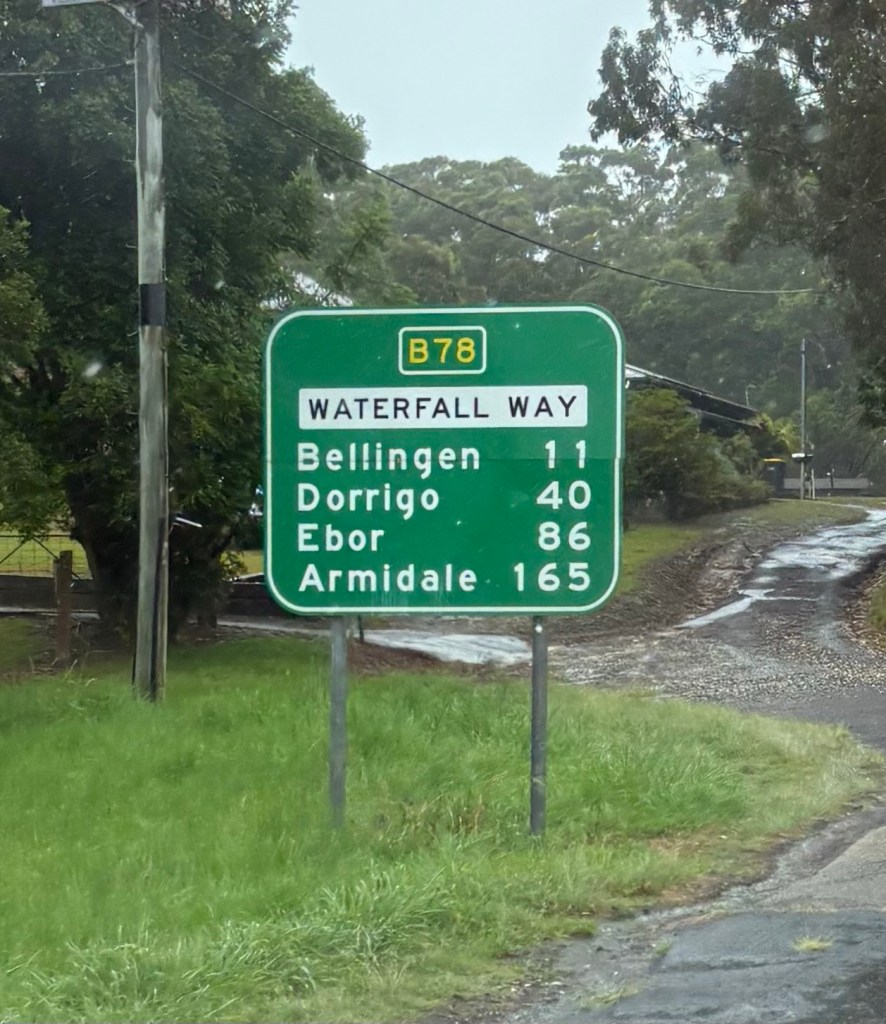 B78
WATERFALL WAY
Bellingen 11
Dorrigo 40
Ebor 86
Armidale 165